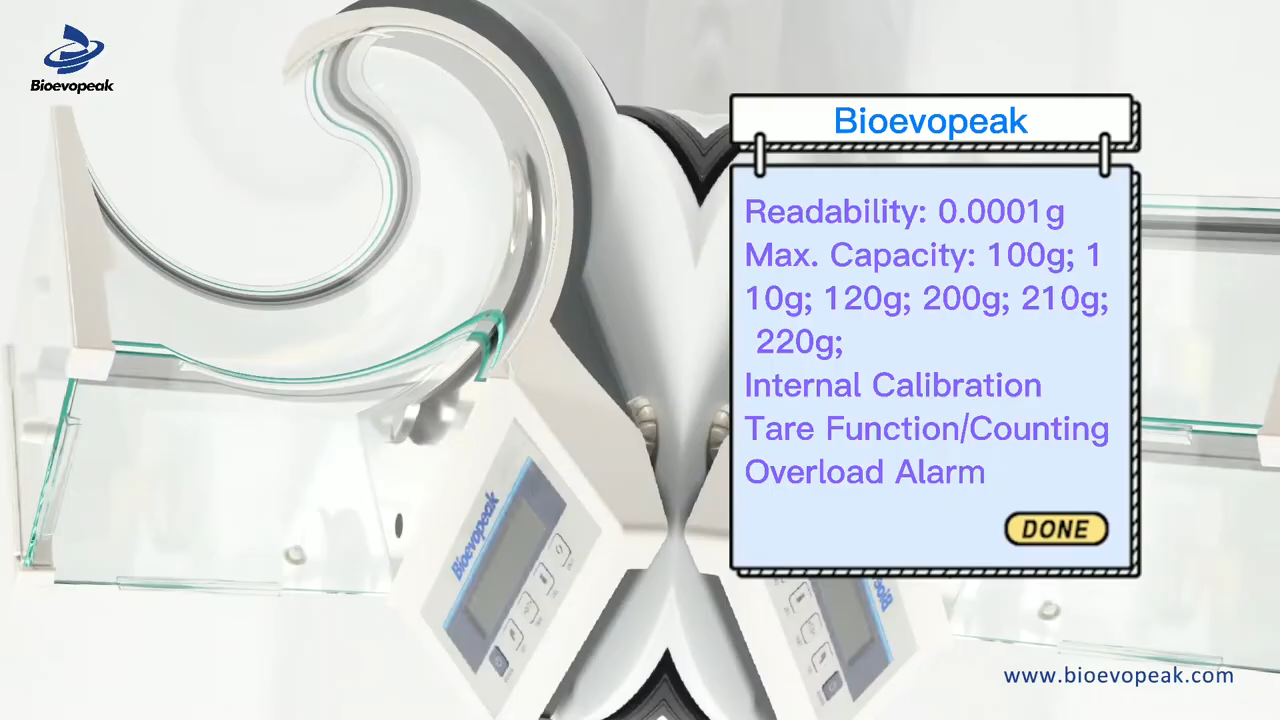 Bioevopeak
Bioevopeak
Readability: 0.0001g
Max. Capacity: 100g; 1
10g; 120g; 200g; 210g;
220g;
Internal Calibration
Tare Function/Counting
Overload Alarm
DONE
Bioevopeak
www.bioevopeak.com